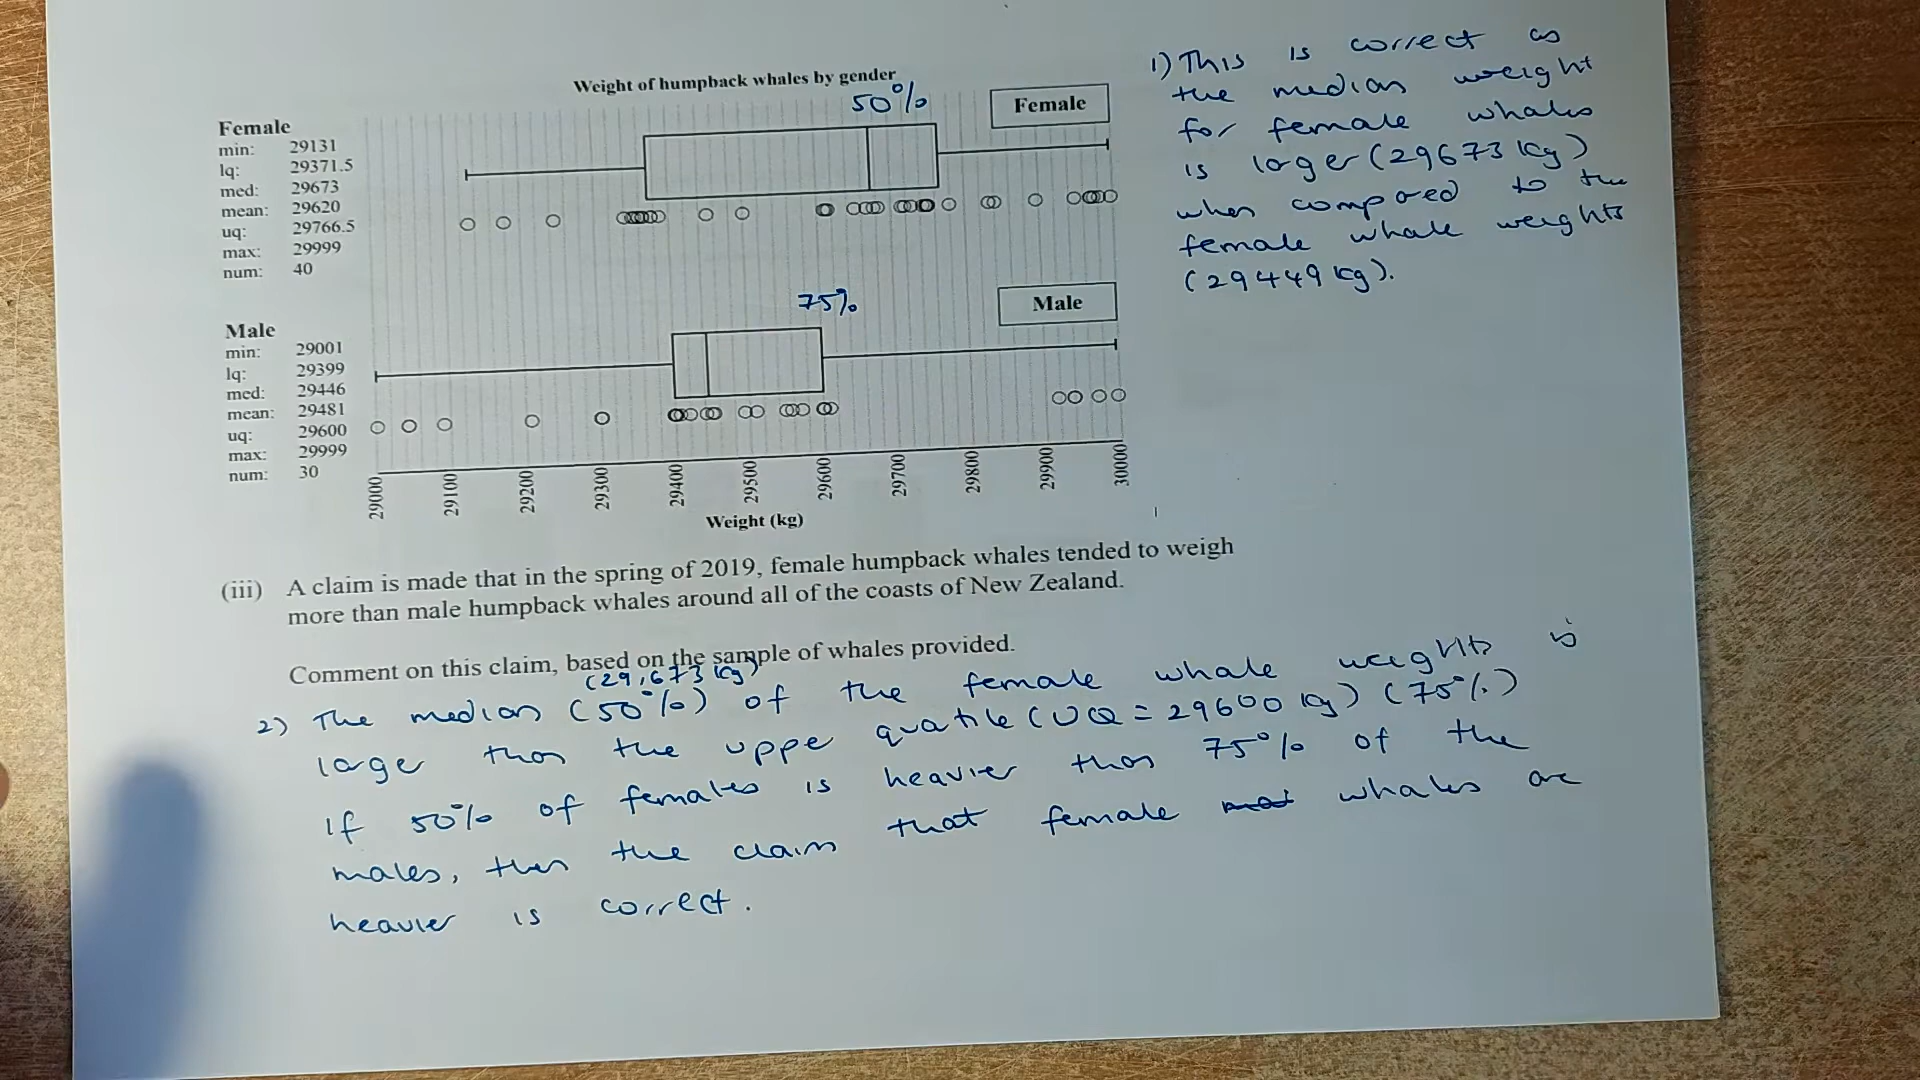 Weight of humpback whales by gender
50%
Female
Female
min: 29131
lq: 29371.5
med: 29673
mean: 29620
uq: 29766.5
max: 29999
num: 40
1) This is correct as
the median weight
for female whales
is larger (29673 kg)
when compared to the
female whale weights
(29449 kg).
75%
Male
Male
min: 29001
lq: 29399
med: 29446
mean: 29481
uq: 29600
max: 29999
num: 30
29000 29100 29200 29300 29400 29500 29600 29700 29800 29900 30000
Weight (kg)
(iii) A claim is made that in the spring of 2019, female humpback whales tended to weigh
more than male humpback whales around all of the coasts of New Zealand.
Comment on this claim, based on the sample of whales provided.
(29,673 kg)
2) The median (50%) of the female whale weights is
larger than the uppe quatile (UQ = 29600 kg) (75%.)
If 50% of females is heavier than 75% of the
males, then the claim that female whales are
heavier is correct.